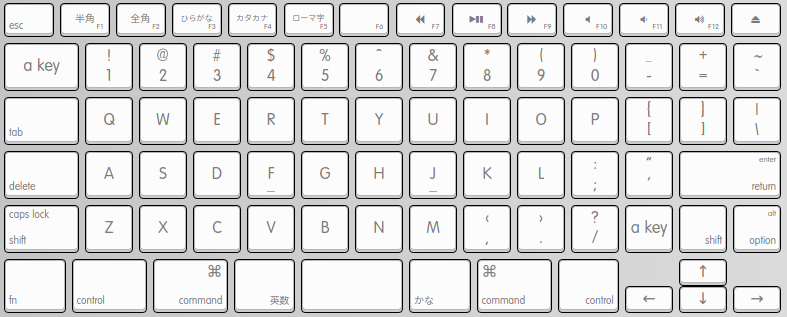 esc 半角 F1 全角 F2 ひらがな F3 カタカナ F4 ローマ字 F5 F6 F7 F8 F9 F10 F11 F12
a key ! 1 @ 2 # 3 $ 4 % 5 ^ 6 & 7 * 8 ( 9 ) 0 _ - + = ~ `
tab Q W E R T Y U I O P [ [ ] ] | \
delete A S D F G H J K L : ; " ' enter return
caps lock shift Z X C V B N M ‹ , › . ? / a key shift alt option
fn control ⌘ command 英数 かな ⌘ command control ← ↑ ↓ →